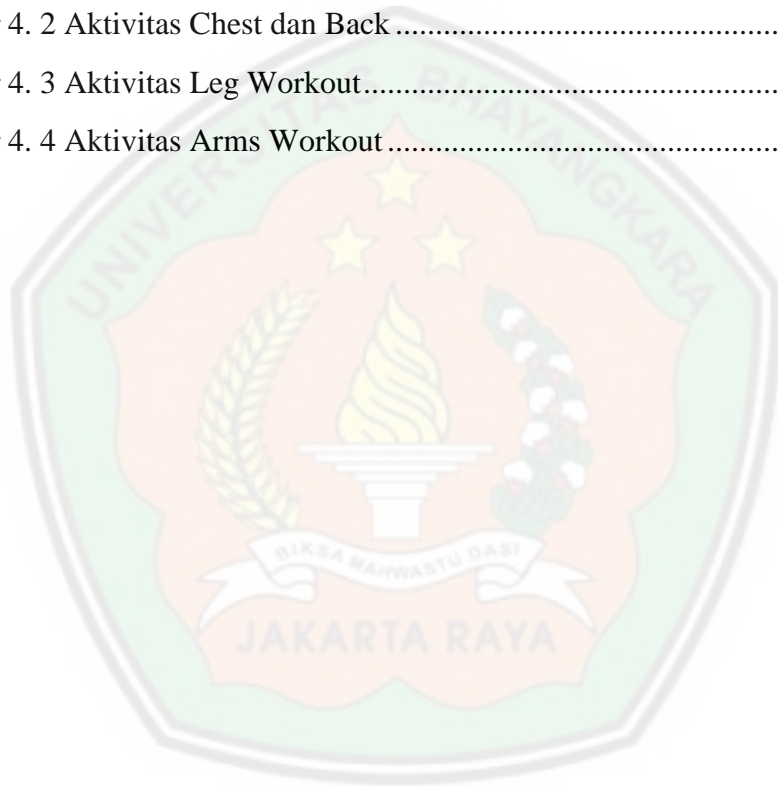 4. 2 Aktivitas Chest dan Back ................................................
4. 3 Aktivitas Leg Workout....................................................
4. 4 Aktivitas Arms Workout ................................................
UNIVERSITAS BHAYANGKARA
BIKSA MAHWASTU DASI
JAKARTA RAYA